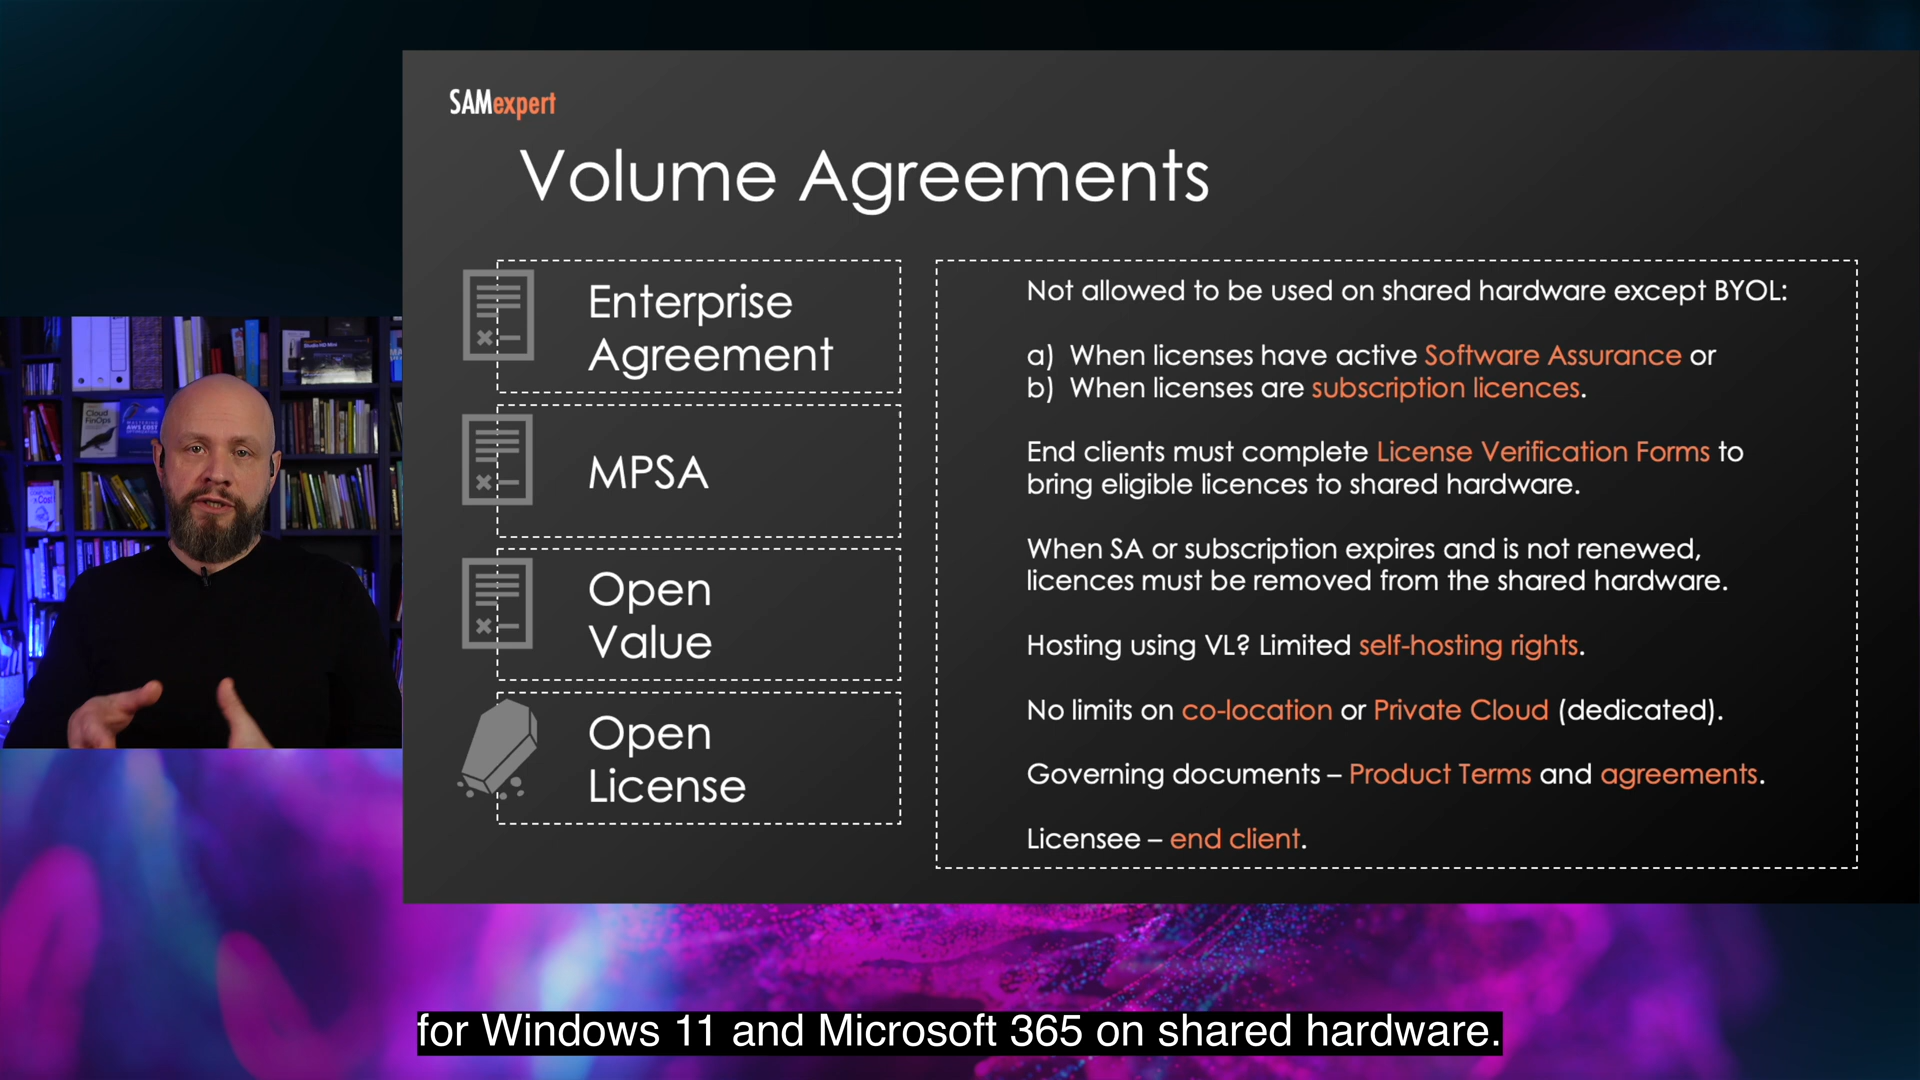 SAMexpert
Volume Agreements
Enterprise
Agreement
MPSA
Open
Value
Open
License
Not allowed to be used on shared hardware except BYOL:
a) When licenses have active Software Assurance or
b) When licenses are subscription licences.
End clients must complete License Verification Forms to
bring eligible licences to shared hardware.
When SA or subscription expires and is not renewed,
licences must be removed from the shared hardware.
Hosting using VL? Limited self-hosting rights.
No limits on co-location or Private Cloud (dedicated).
Governing documents – Product Terms and agreements.
Licensee – end client.
Cloud
FinOps
for Windows 11 and Microsoft 365 on shared hardware.